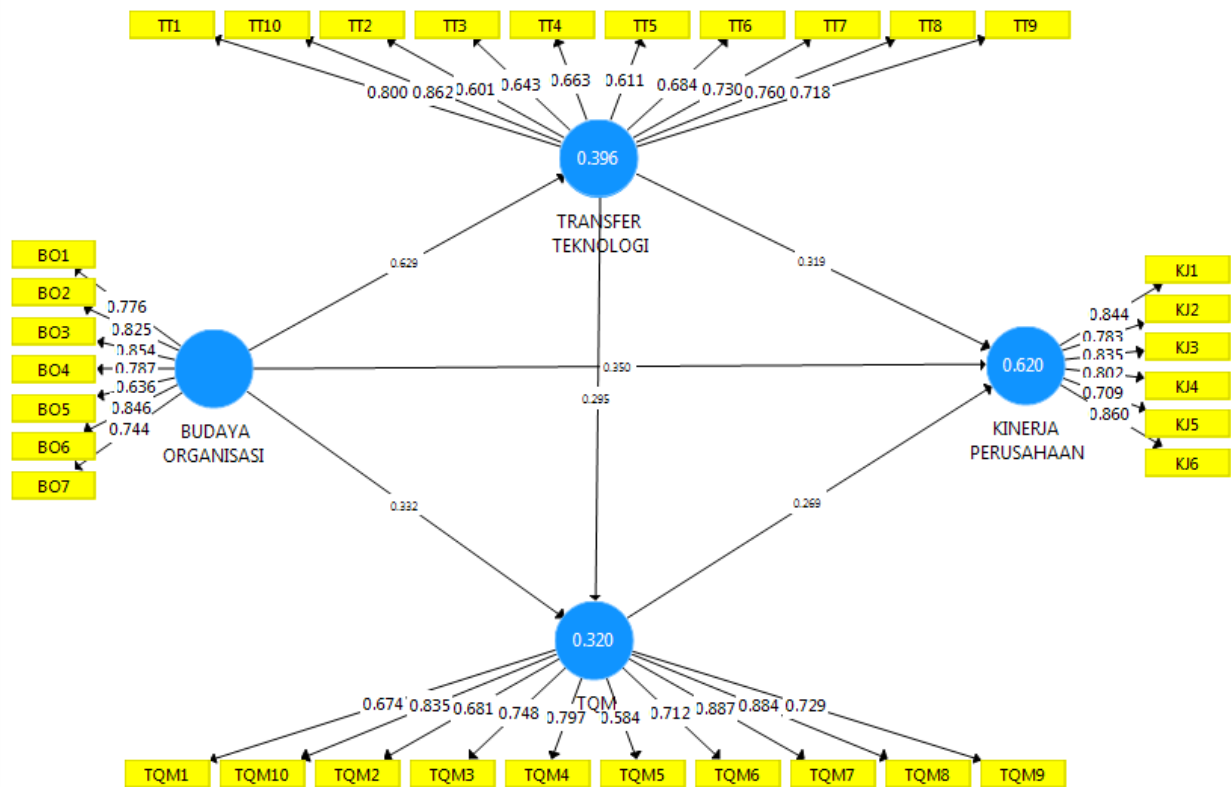 TT1 TT10 TT2 TT3 TT4 TT5 TT6 TT7 TT8 TT9
0.800 0.862 0.601 0.643 0.663 0.611 0.684 0.730 0.760 0.718
0.396
TRANSFER
TEKNOLOGI
0.629
0.319
BO1
BO2
BO3
BO4
BO5
BO6
BO7
0.776
0.825
0.854
0.787
0.636
0.846
0.744
BUDAYA
ORGANISASI
0.350
0.295
0.332
0.269
0.620
KINERJA
PERUSAHAAN
0.844
0.783
0.835
0.802
0.709
0.860
KJ1
KJ2
KJ3
KJ4
KJ5
KJ6
0.320
TQM
0.674 0.835 0.681 0.748 0.797 0.584 0.712 0.887 0.884 0.729
TQM1 TQM10 TQM2 TQM3 TQM4 TQM5 TQM6 TQM7 TQM8 TQM9